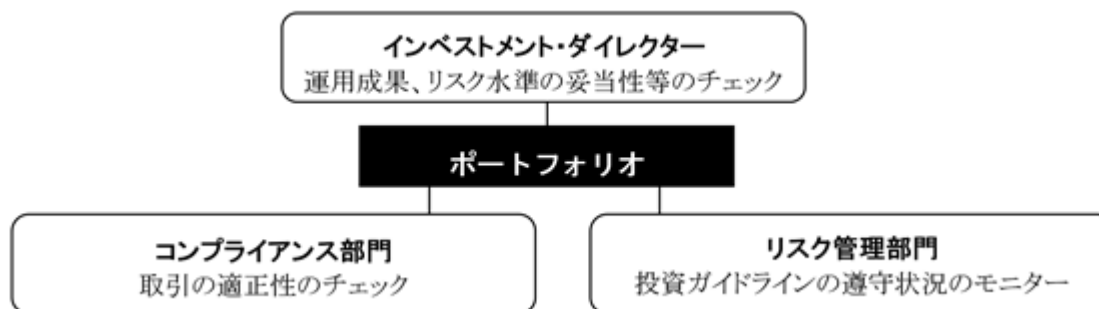 インベストメント・ダイレクター
運用成果、リスク水準の妥当性等のチェック
ポートフォリオ
コンプライアンス部門
取引の適正性のチェック
リスク管理部門
投資ガイドラインの遵守状況のモニター